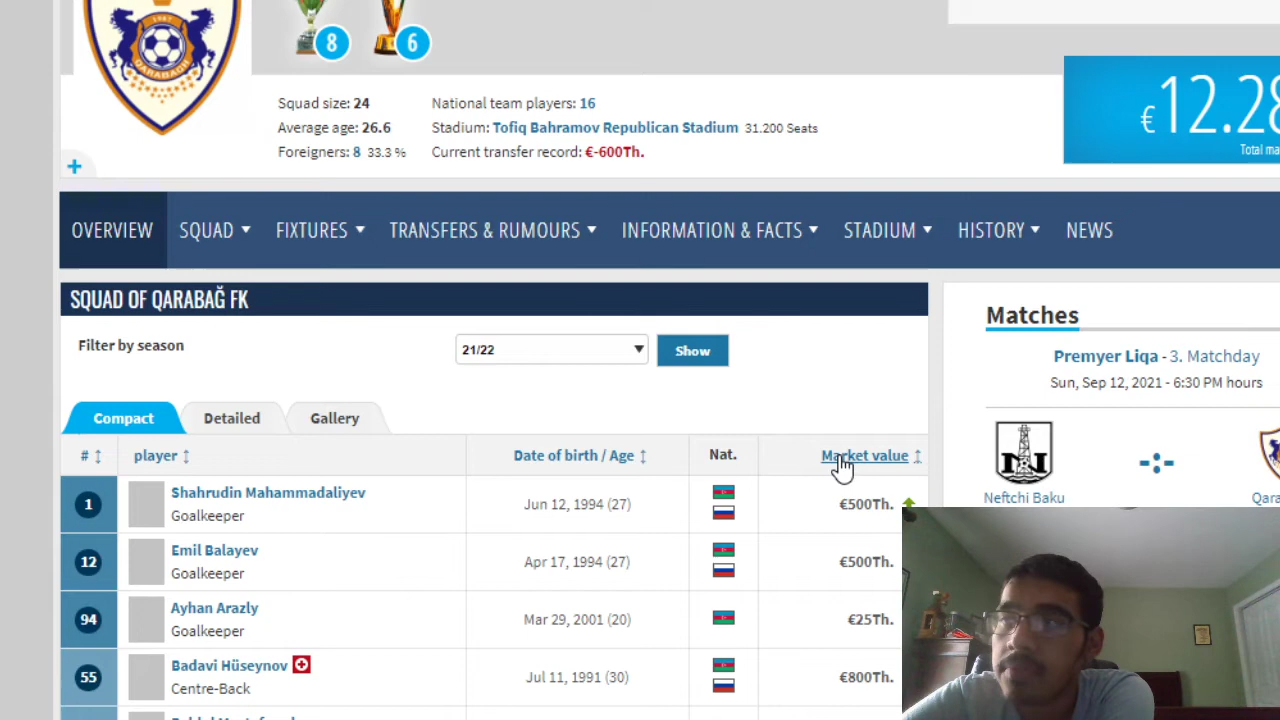 1987
QARABAGH
8
6
Squad size: 24
Average age: 26.6
Foreigners: 8 33.3 %
National team players: 16
Stadium: Tofiq Bahramov Republican Stadium 31.200 Seats
Current transfer record: €-600Th.
€12.28
Total ma
+
OVERVIEW SQUAD FIXTURES TRANSFERS & RUMOURS INFORMATION & FACTS STADIUM HISTORY NEWS
SQUAD OF QARABAĞ FK
Filter by season
21/22
Show
Compact Detailed Gallery
# player Date of birth / Age Nat. Market value
1 Shahrudin Mahammadaliyev Jun 12, 1994 (27) €500Th.
Goalkeeper
12 Emil Balayev Apr 17, 1994 (27) €500Th.
Goalkeeper
94 Ayhan Arazly Mar 29, 2001 (20) €25Th.
Goalkeeper
55 Badavi Hüseynov Jul 11, 1991 (30) €800Th.
Centre-Back
Matches
Premyer Liqa - 3. Matchday
Sun, Sep 12, 2021 - 6:30 PM hours
N
-:-
Neftchi Baku Qara